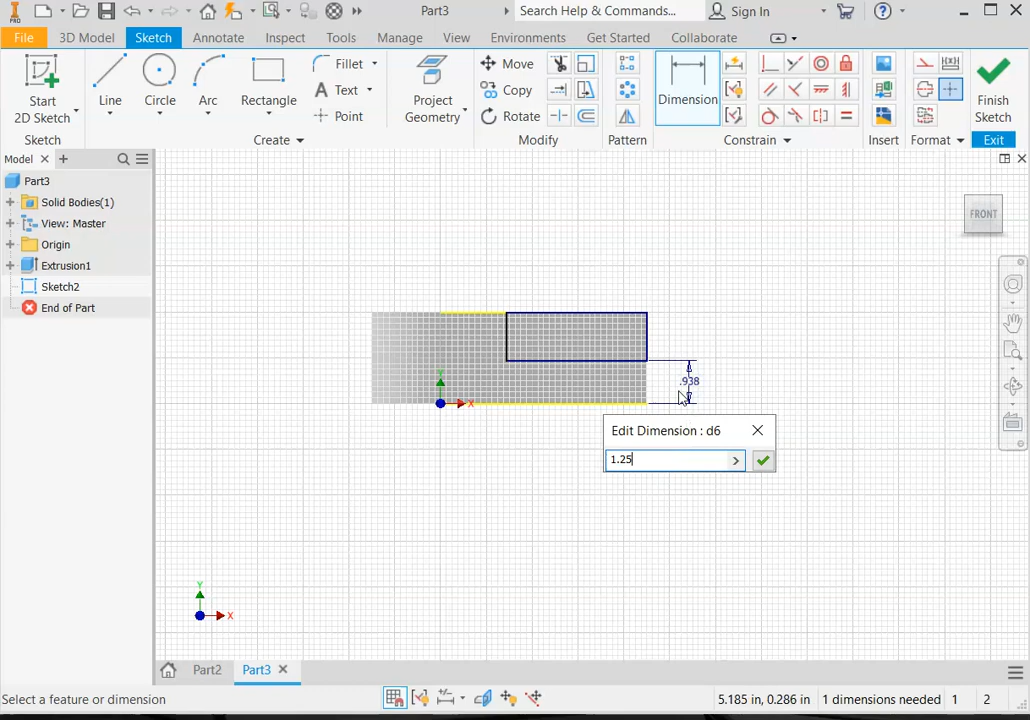 PRO
Part3
Search Help & Commands...
Sign In
File
3D Model
Sketch
Annotate
Inspect
Tools
Manage
View
Environments
Get Started
Collaborate
Start
2D Sketch
Line
Circle
Arc
Rectangle
Fillet
Text
Point
Project
Geometry
Move
Copy
Rotate
Dimension
Finish
Sketch
Sketch
Create
Modify
Pattern
Constrain
Insert
Format
Exit
Model
Part3
Solid Bodies(1)
View: Master
Origin
Extrusion1
Sketch2
End of Part
FRONT
Y
X
.938
Edit Dimension : d6
1.25
Y
X
Part2
Part3
Select a feature or dimension
5.185 in, 0.286 in
1 dimensions needed
1
2